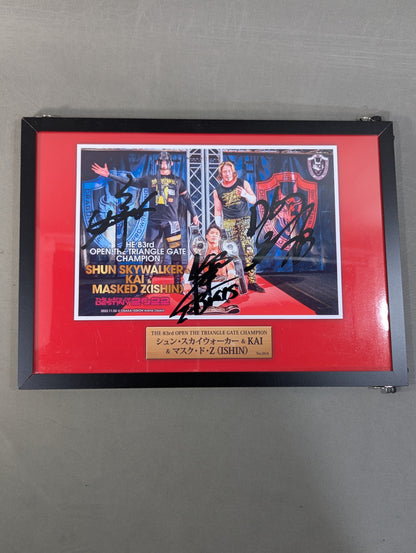 THE 83rd
OPEN THE TRIANGLE GATE
CHAMPION
SHUN SKYWALKER
KAI &
MASKED Z(ISHIN)
THE 83rd OPEN THE TRIANGLE GATE CHAMPION
シュン・スカイウォーカー & KAI
& マスク・ド・Z (ISHIN)